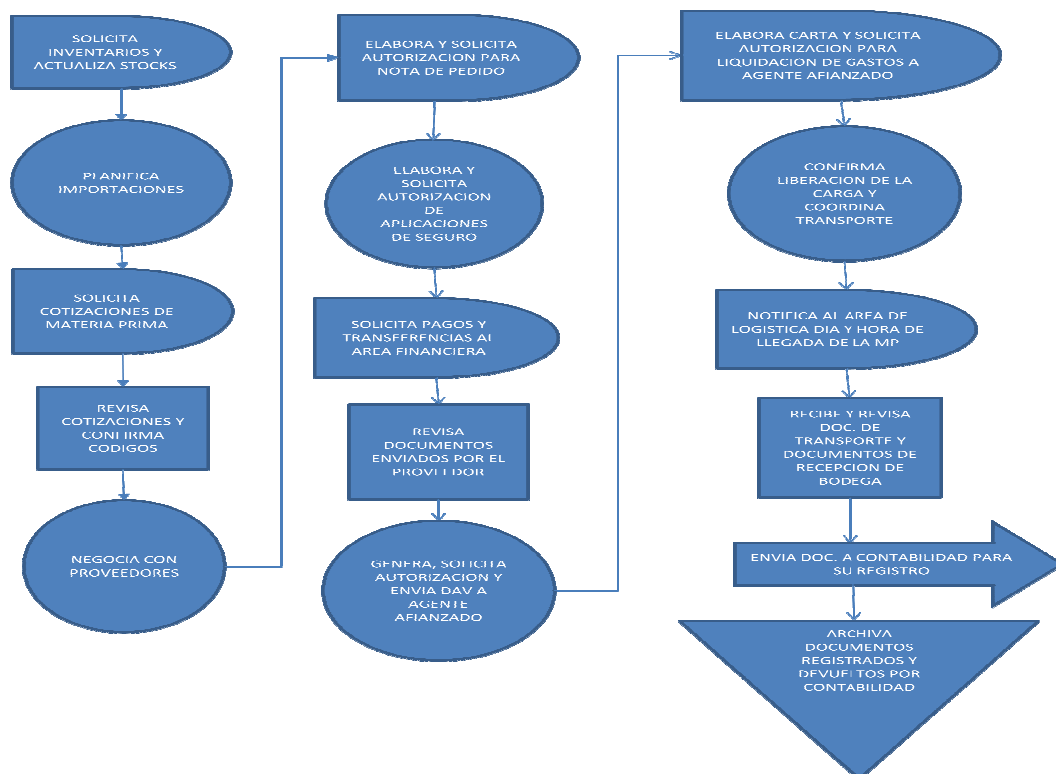 SOLICITA
INVENTARIOS Y
ACTUALIZA STOCKS
PLANIFICA
IMPORTACIONES
SOLICITA
COTIZACIONES DE
MATERIA PRIMA
REVISA
COTIZACIONES Y
CONFIRMA
CODIGOS
NEGOCIA CON
PROVEEDORES
ELABORA Y SOLICITA
AUTORIZACION PARA
NOTA DE PEDIDO
ELABORA Y
SOLICITA
AUTORIZACION
DE
APLICACIONES
DE SEGURO
SOLICITA PAGOS Y
TRANSFERENCIAS AL
AREA FINANCIERA
REVISA
DOCUMENTOS
ENVIADOS POR EL
PROVEEDOR
GENERA, SOLICITA
AUTORIZACION Y
ENVIA DAV A
AGENTE
AFIANZADO
ELABORA CARTA Y SOLICITA
AUTORIZACION PARA
LIQUIDACION DE GASTOS A
AGENTE AFIANZADO
CONFIRMA
LIBERACION DE LA
CARGA Y
COORDINA
TRANSPORTE
NOTIFICA AL AREA DE
LOGISTICA DIA Y HORA DE
LLEGADA DE LA MP
RECIBE Y REVISA
DOC. DE
TRANSPORTE Y
DOCUMENTOS DE
RECEPCION DE
BODEGA
ENVIA DOC. A CONTABILIDAD PARA
SU REGISTRO
ARCHIVA
DOCUMENTOS
REGISTRADOS Y
DEVUELTOS POR
CONTABILIDAD